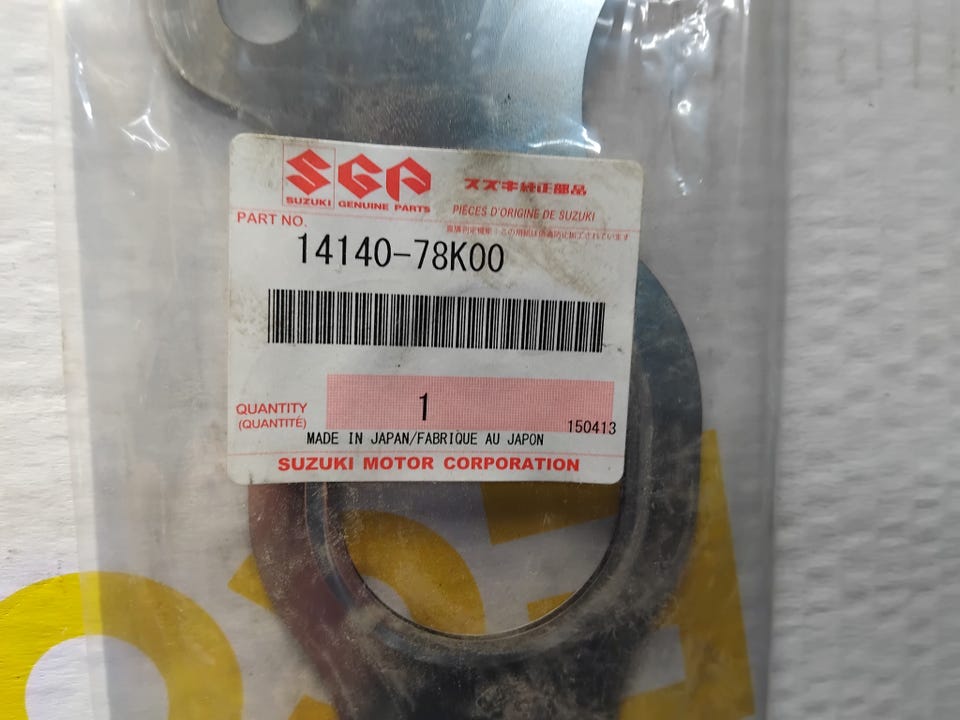 SGP
SUZUKI GENUINE PARTS
スズキ純正部品
PIÈCES D'ORIGINE DE SUZUKI
PART NO.
14140-78K00
QUANTITY
(QUANTITÉ)
1
150413
MADE IN JAPAN/FABRIQUE AU JAPON
SUZUKI MOTOR CORPORATION